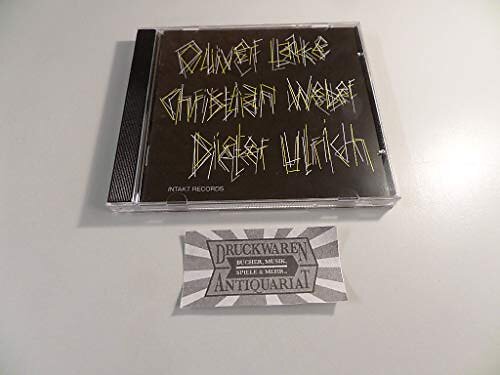 Oliver Lake
Christian Weber
Dieter Ulrich
INTAKT RECORDS
DRUCKWAREN
BÜCHER, MUSIK,
SPIELE & MEHR...
ANTIQUARIAT